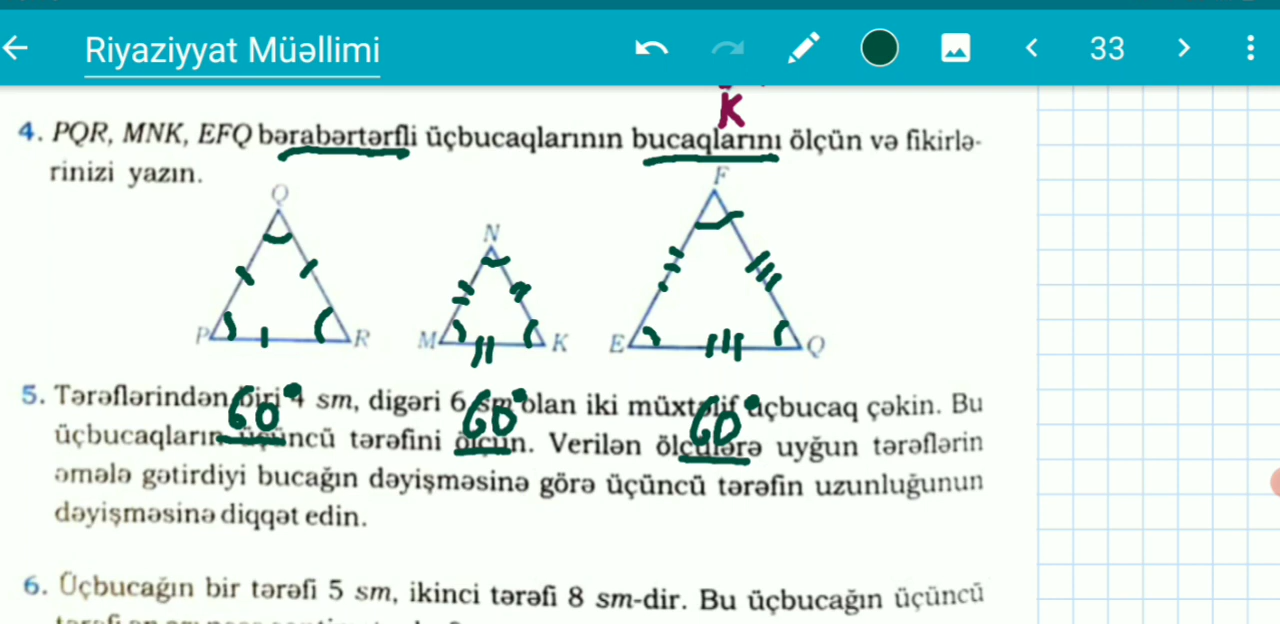 Riyaziyyat Müəllimi 33
K
4. PQR, MNK, EFQ bərabərtərfli üçbucaqlarının bucaqlarını ölçün və fikirlə-
rinizi yazın.
Q
N
F
P R M K E Q
5. Tərəflərindən biri 4 sm, digəri 6 sm olan iki müxtəlif üçbucaq çəkin. Bu
60° 60° 60°
üçbucaqların üçüncü tərəfini ölçün. Verilən ölçülərə uyğun tərəflərin
əmələ gətirdiyi bucağın dəyişməsinə görə üçüncü tərəfin uzunluğunun
dəyişməsinə diqqət edin.
6. Üçbucağın bir tərəfi 5 sm, ikinci tərəfi 8 sm-dir. Bu üçbucağın üçüncü